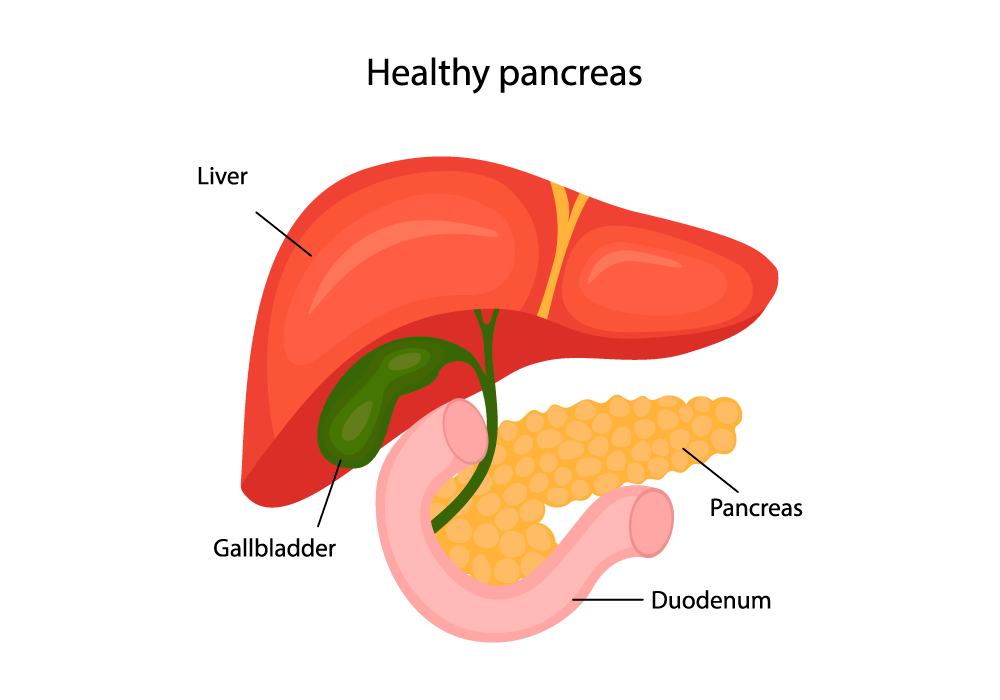 Healthy pancreas
Liver
Pancreas
Gallbladder
Duodenum